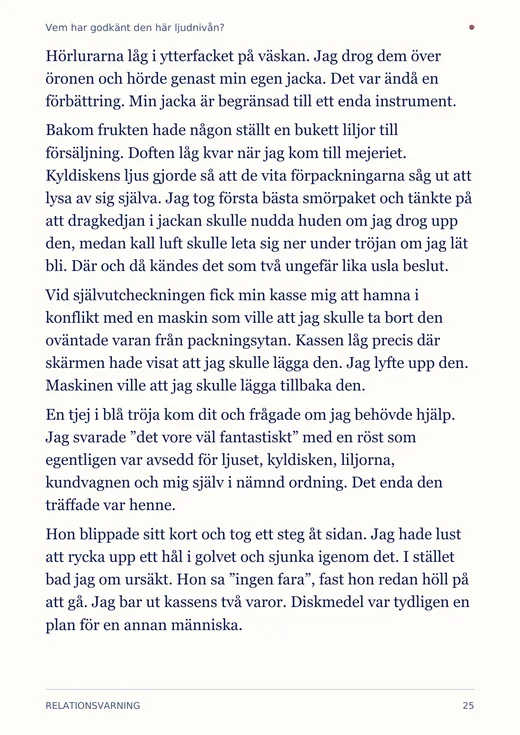 Vem har godkänt den här ljudnivån?
Hörlurarna låg i ytterfacket på väskan. Jag drog dem över
öronen och hörde genast min egen jacka. Det var ändå en
förbättring. Min jacka är begränsad till ett enda instrument.
Bakom frukten hade någon ställt en bukett liljor till
försäljning. Doften låg kvar när jag kom till mejeriet.
Kyldiskens ljus gjorde så att de vita förpackningarna såg ut att
lysa av sig själva. Jag tog första bästa smörpaket och tänkte på
att dragkedjan i jackan skulle nudda huden om jag drog upp
den, medan kall luft skulle leta sig ner under tröjan om jag lät
bli. Där och då kändes det som två ungefär lika usla beslut.
Vid självutcheckningen fick min kasse mig att hamna i
konflikt med en maskin som ville att jag skulle ta bort den
oväntade varan från packningsytan. Kassen låg precis där
skärmen hade visat att jag skulle lägga den. Jag lyfte upp den.
Maskinen ville att jag skulle lägga tillbaka den.
En tjej i blå tröja kom dit och frågade om jag behövde hjälp.
Jag svarade ”det vore väl fantastiskt” med en röst som
egentligen var avsedd för ljuset, kyldisken, liljorna,
kundvagnen och mig själv i nämnd ordning. Det enda den
träffade var henne.
Hon blippade sitt kort och tog ett steg åt sidan. Jag hade lust
att rycka upp ett hål i golvet och sjunka igenom det. I stället
bad jag om ursäkt. Hon sa ”ingen fara”, fast hon redan höll på
att gå. Jag bar ut kassens två varor. Diskmedel var tydligen en
plan för en annan människa.
RELATIONSVARNING
25